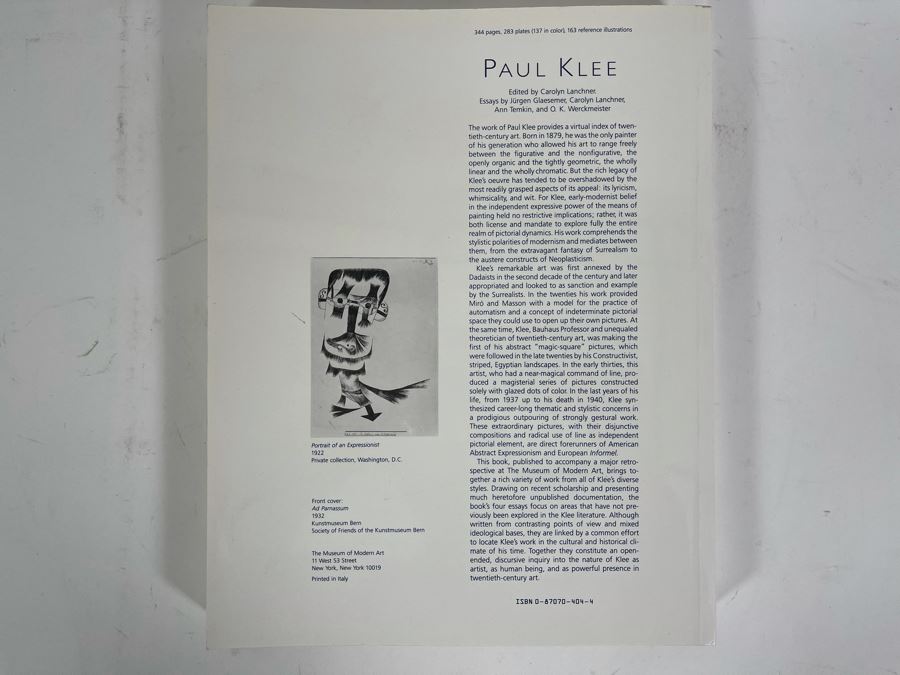 344 pages, 283 plates (137 in color), 163 reference illustrations
PAUL KLEE
Edited by Carolyn Lanchner.
Essays by Jürgen Glaesemer, Carolyn Lanchner,
Ann Temkin, and O. K. Werckmeister
The work of Paul Klee provides a virtual index of twen-
tieth-century art. Born in 1879, he was the only painter
of his generation who allowed his art to range freely
between the figurative and the nonfigurative, the
openly organic and the tightly geometric, the wholly
linear and the wholly chromatic. But the rich legacy of
Klee's oeuvre has tended to be overshadowed by the
most readily grasped aspects of its appeal: its lyricism,
whimsicality, and wit. For Klee, early-modernist belief
in the independent expressive power of the means of
painting held no restrictive implications; rather, it was
both license and mandate to explore fully the entire
realm of pictorial dynamics. His work comprehends the
stylistic polarities of modernism and mediates between
them, from the extravagant fantasy of Surrealism to
the austere constructs of Neoplasticism.
Klee's remarkable art was first annexed by the
Dadaists in the second decade of the century and later
appropriated and looked to as sanction and example
by the Surrealists. In the twenties his work provided
Miró and Masson with a model for the practice of
automatism and a concept of indeterminate pictorial
space they could use to open up their own pictures. At
the same time, Klee, Bauhaus Professor and unequaled
theoretician of twentieth-century art, was making the
first of his abstract "magic-square" pictures, which
were followed in the late twenties by his Constructivist,
striped, Egyptian landscapes. In the early thirties, this
artist, who had a near-magical command of line, pro-
duced a magisterial series of pictures constructed
solely with glazed dots of color. In the last years of his
life, from 1937 up to his death in 1940, Klee syn-
thesized career-long thematic and stylistic concerns in
a prodigious outpouring of strongly gestural work.
These extraordinary pictures, with their disjunctive
compositions and radical use of line as independent
pictorial element, are direct forerunners of American
Abstract Expressionism and European Informel.
This book, published to accompany a major retro-
spective at The Museum of Modern Art, brings to-
gether a rich variety of work from all of Klee's diverse
styles. Drawing on recent scholarship and presenting
much heretofore unpublished documentation, the
book's four essays focus on areas that have not pre-
viously been explored in the Klee literature. Although
written from contrasting points of view and mixed
ideological bases, they are linked by a common effort
to locate Klee's work in the cultural and historical cli-
mate of his time. Together they constitute an open-
ended, discursive inquiry into the nature of Klee as
artist, as human being, and as powerful presence in
twentieth-century art.
ISBN 0-87070-404-4
Portrait of an Expressionist
1922
Private collection, Washington, D.C.
Front cover:
Ad Parnassum
1932
Kunstmuseum Bern
Society of Friends of the Kunstmuseum Bern
The Museum of Modern Art
11 West 53 Street
New York, New York 10019
Printed in Italy